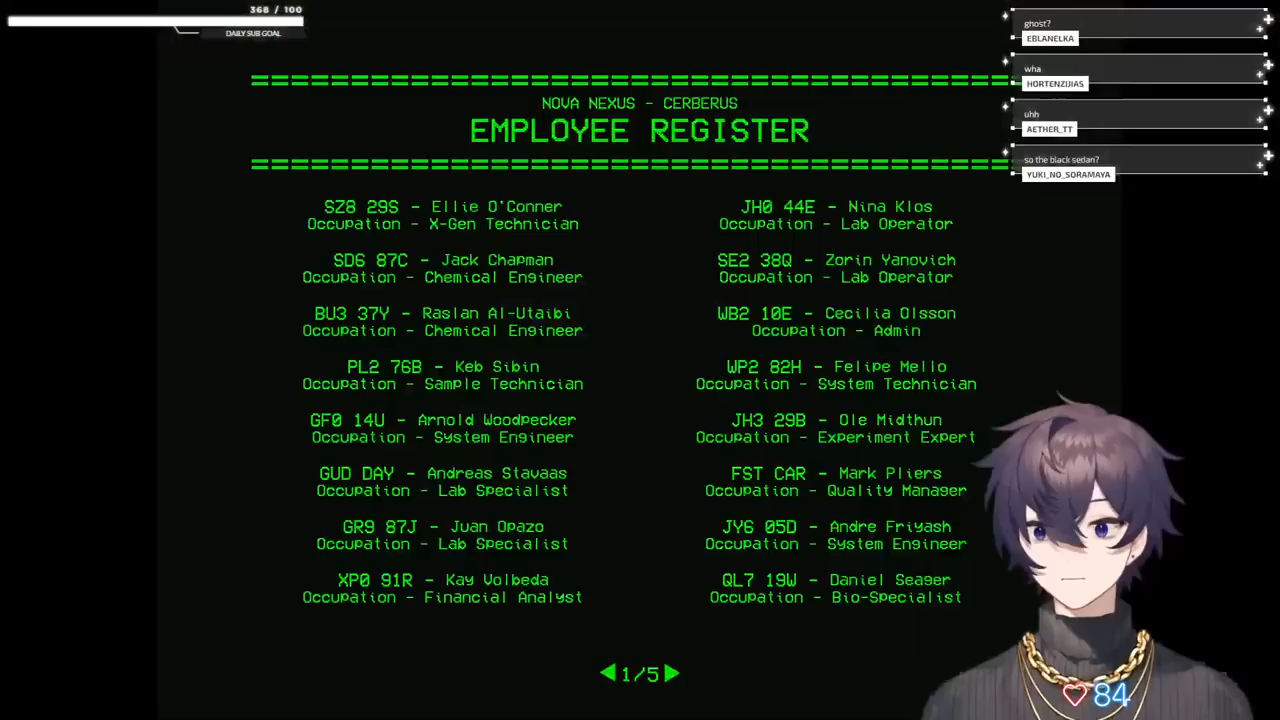 368 / 100
DAILY SUB GOAL
NOVA NEXUS - CERBERUS
EMPLOYEE REGISTER
SZ8 29S - Ellie O'Conner
Occupation - X-Gen Technician
SD6 87C - Jack Chapman
Occupation - Chemical Engineer
BU3 37Y - Raslan Al-Utaibi
Occupation - Chemical Engineer
PL2 76B - Keb Sibin
Occupation - Sample Technician
GF0 14U - Arnold Woodpecker
Occupation - System Engineer
GUD DAY - Andreas Stavaas
Occupation - Lab Specialist
GR9 87J - Juan Opazo
Occupation - Lab Specialist
XP0 91R - Kay Volbeda
Occupation - Financial Analyst
JH0 44E - Nina Klos
Occupation - Lab Operator
SE2 38Q - Zorin Yanovich
Occupation - Lab Operator
WB2 10E - Cecilia Olsson
Occupation - Admin
WP2 82H - Felipe Mello
Occupation - System Technician
JH3 29B - Ole Midthun
Occupation - Experiment Expert
FST CAR - Mark Pliers
Occupation - Quality Manager
JY6 05D - Andre Friyash
Occupation - System Engineer
QL7 19W - Daniel Seager
Occupation - Bio-Specialist
1/5
ghost?
EBLANELKA
wha
HORTENZIJIAS
uhh
AETHER_TT
so the black sedan?
YUKI_NO_SORAMAYA
84